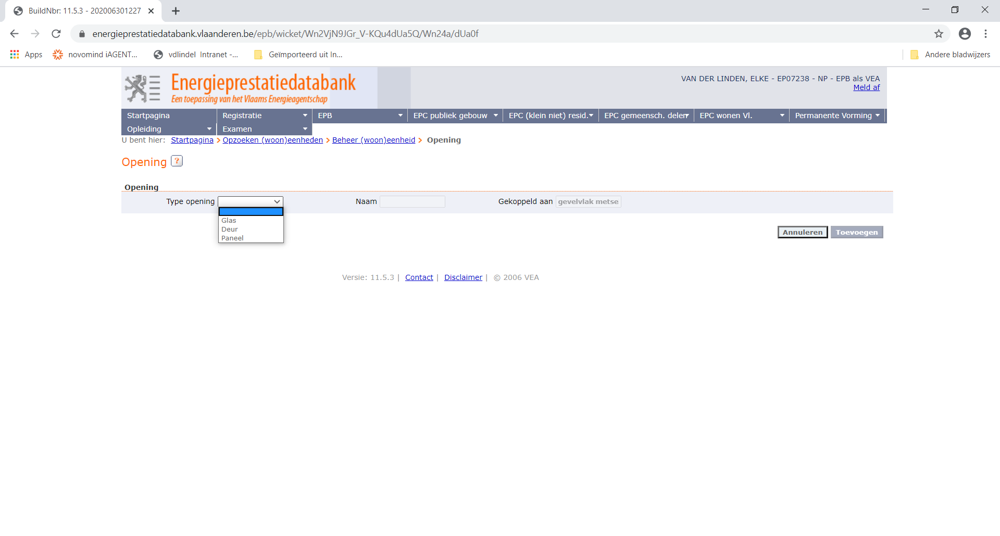 BuildNbr: 11.5.3 - 202006301227
energieprestatiedatabank.vlaanderen.be/epb/wicket/Wn2VjN9JGr_V-KQu4dUa5Q/Wn24a/dUa0f
Apps novomind iAGENT... vdlindel Intranet -... Geïmporteerd uit In... Andere bladwijzers
Energieprestatiedatabank
Een toepassing van het Vlaams Energieagentschap
VAN DER LINDEN, ELKE - EP07238 - NP - EPB als VEA
Meld af
Startpagina Registratie EPB EPC publiek gebouw EPC (klein niet) resid. EPC gemeensch. delen EPC wonen Vl. Permanente Vorming
Opleiding Examen
U bent hier: Startpagina > Opzoeken (woon)eenheden > Beheer (woon)eenheid > Opening
Opening ?
Opening
Type opening Naam Gekoppeld aan gevelvlak metse
Glas
Deur
Paneel
Annuleren Toevoegen
Versie: 11.5.3 | Contact | Disclaimer | © 2006 VEA